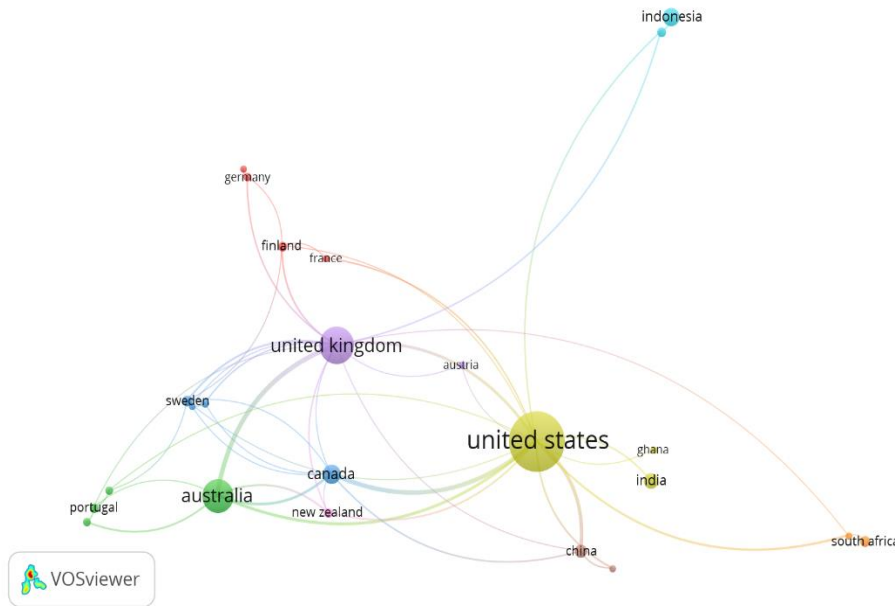 indonesia
germany
finland
france
united kingdom
austria
sweden
united states
ghana
canada
india
australia
portugal
new zealand
south africa
china
VOSviewer